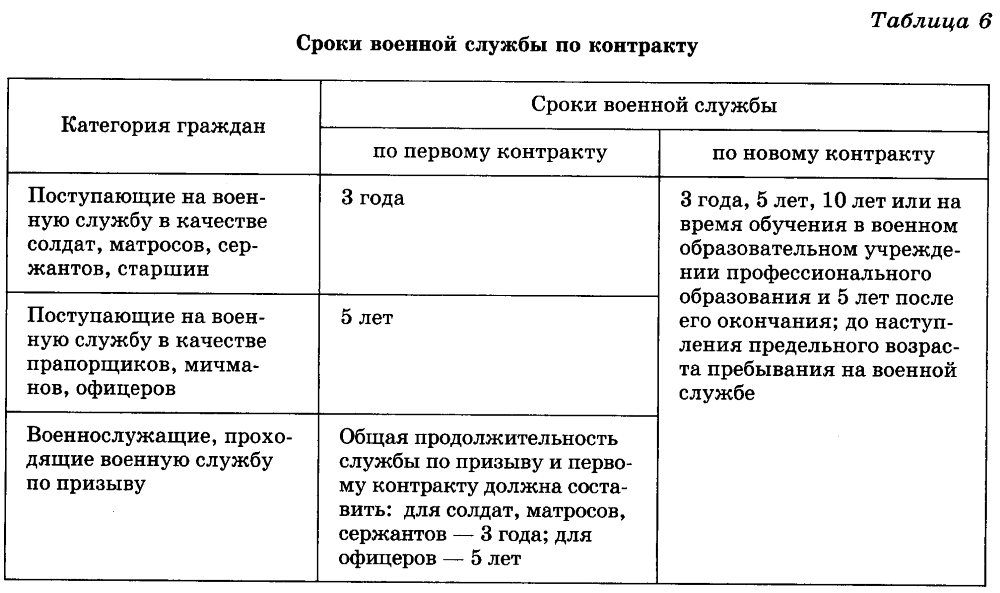 Таблица 6
Сроки военной службы по контракту
Категория граждан
Сроки военной службы
по первому контракту
по новому контракту
Поступающие на воен-
ную службу в качестве
солдат, матросов, сер-
жантов, старшин
3 года
3 года, 5 лет, 10 лет или на
время обучения в военном
образовательном учрежде-
нии профессионального
образования и 5 лет после
его окончания; до наступ-
ления предельного возрас-
та пребывания на военной
службе
Поступающие на воен-
ную службу в качестве
прапорщиков, мичма-
нов, офицеров
5 лет
Военнослужащие, прохо-
дящие военную службу
по призыву
Общая продолжительность
службы по призыву и перво-
му контракту должна соста-
вить: для солдат, матросов,
сержантов — 3 года; для
офицеров — 5 лет